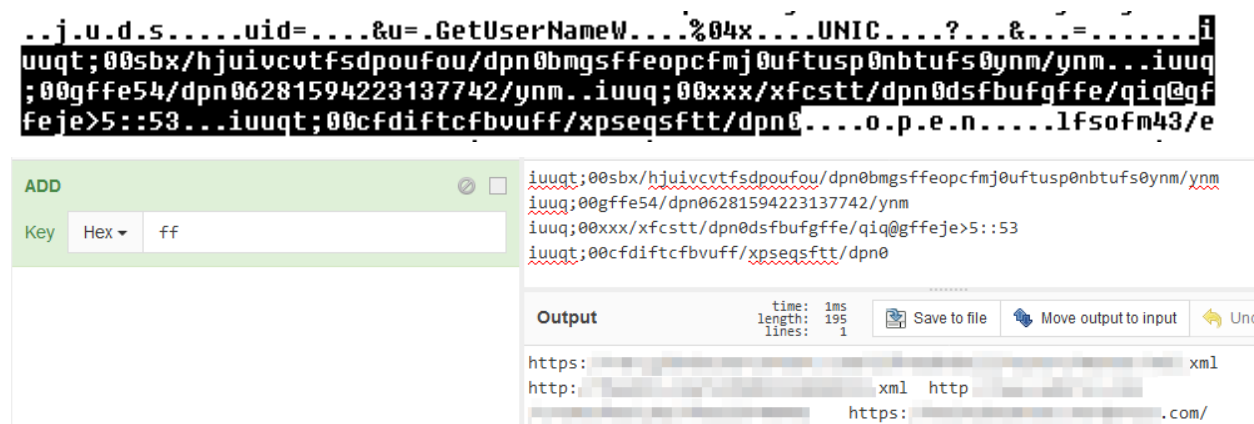 ..j.u.d.s.....uid=....&u=.GetUserNameW....%04x....UNIC....?...&...=.......i
uuqt;00sbx/hjuivcvtfsdpoufou/dpn0bmgsffeopcfmj0uftusp0nbtufs0ynm/ynm...iuuq
;00gffe54/dpn06281594223137742/ynm..iuuq;00xxx/xfcstt/dpn0dsfbufgffe/qiq@gf
feje>5::53...iuuqt;00cfdiftcfbvuff/xpseqsftt/dpn0....o.p.e.n.....lfsofm43/e
ADD
Key Hex ff
iuuqt;00sbx/hjuivcvtfsdpoufou/dpn0bmgsffeopcfmj0uftusp0nbtufs0ynm/ynm
iuuq;00gffe54/dpn06281594223137742/ynm
iuuq;00xxx/xfcstt/dpn0dsfbufgffe/qiq@gffeje>5::53
iuuqt;00cfdiftcfbvuff/xpseqsftt/dpn0
Output
time: 1ms
length: 195
lines: 1
Save to file
Move output to input
https: xml
http: .xml http
https: .com/